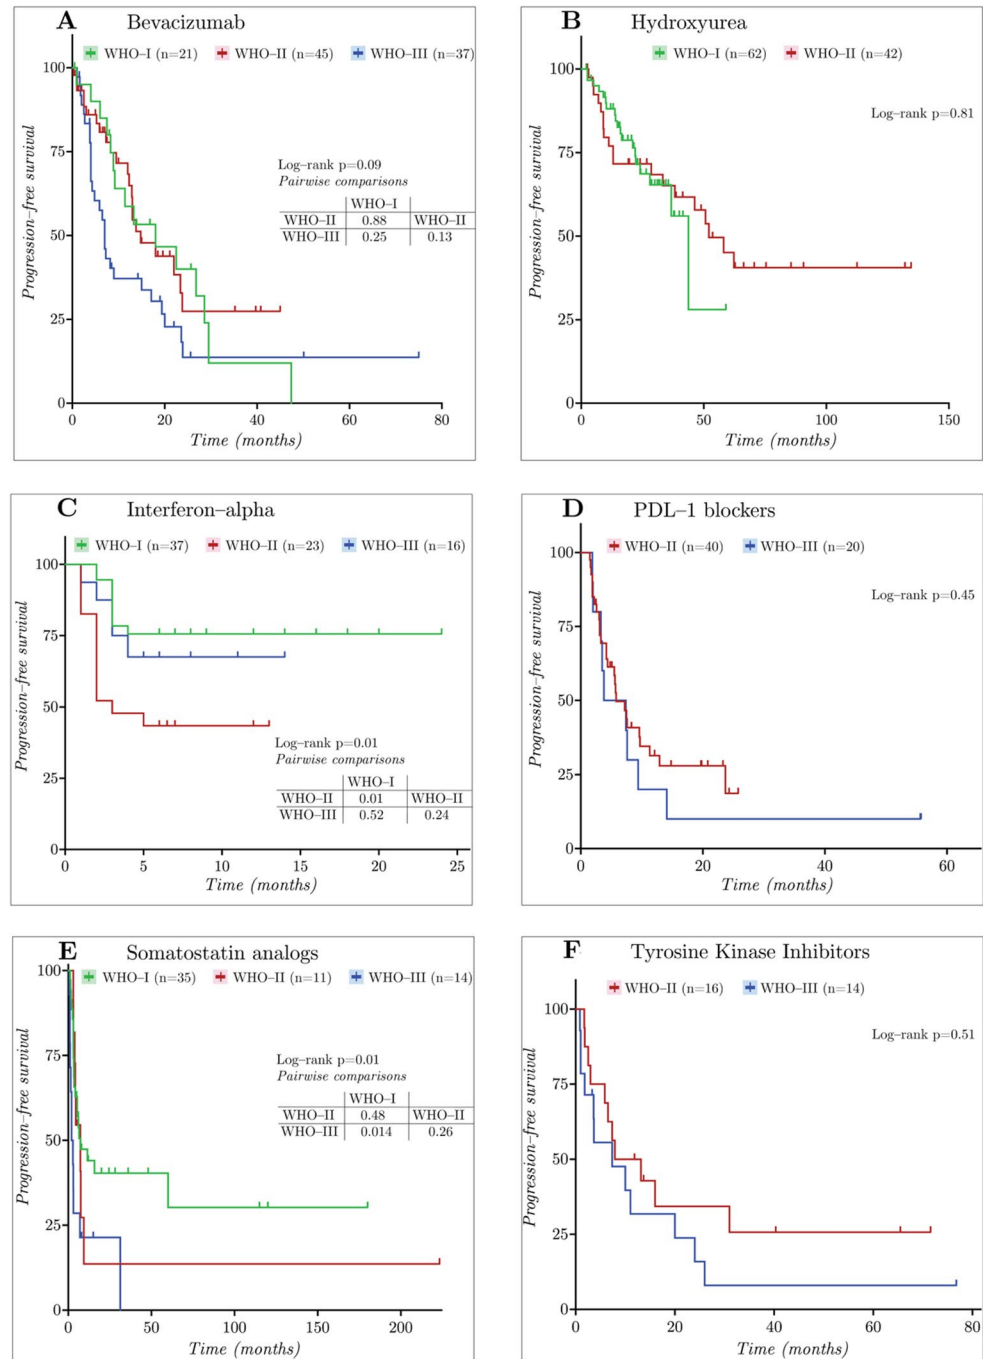 A Bevacizumab
WHO–I (n=21) WHO–II (n=45) WHO–III (n=37)
Progression–free survival
100
75
50
25
0
Log–rank p=0.09
Pairwise comparisons
WHO–I
WHO–II 0.88 WHO–II
WHO–III 0.25 0.13
0 20 40 60 80
Time (months)
B Hydroxyurea
WHO–I (n=62) WHO–II (n=42)
Progression–free survival
100
75
50
25
0
Log–rank p=0.81
0 50 100 150
Time (months)
C Interferon–alpha
WHO–I (n=37) WHO–II (n=23) WHO–III (n=16)
Progression–free survival
100
75
50
25
0
Log–rank p=0.01
Pairwise comparisons
WHO–I
WHO–II 0.01 WHO–II
WHO–III 0.52 0.24
0 5 10 15 20 25
Time (months)
D PDL–1 blockers
WHO–II (n=40) WHO–III (n=20)
Progression–free survival
100
75
50
25
0
Log–rank p=0.45
0 20 40 60
Time (months)
E Somatostatin analogs
WHO–I (n=35) WHO–II (n=11) WHO–III (n=14)
Progression–free survival
100
75
50
25
0
Log–rank p=0.01
Pairwise comparisons
WHO–I
WHO–II 0.48 WHO–II
WHO–III 0.014 0.26
0 50 100 150 200
Time (months)
F Tyrosine Kinase Inhibitors
WHO–II (n=16) WHO–III (n=14)
Progression–free survival
100
75
50
25
0
Log–rank p=0.51
0 20 40 60 80
Time (months)